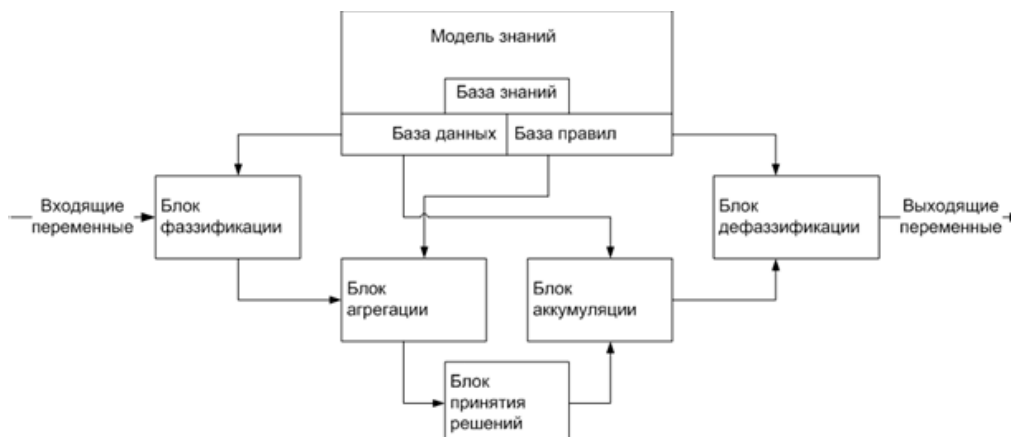 Модель знаний
База знаний
База данных
База правил
Входящие
переменные
Блок
фаззификации
Блок
дефаззификации
Выходящие
переменные
Блок
агрегации
Блок
аккумуляции
Блок
принятия
решений